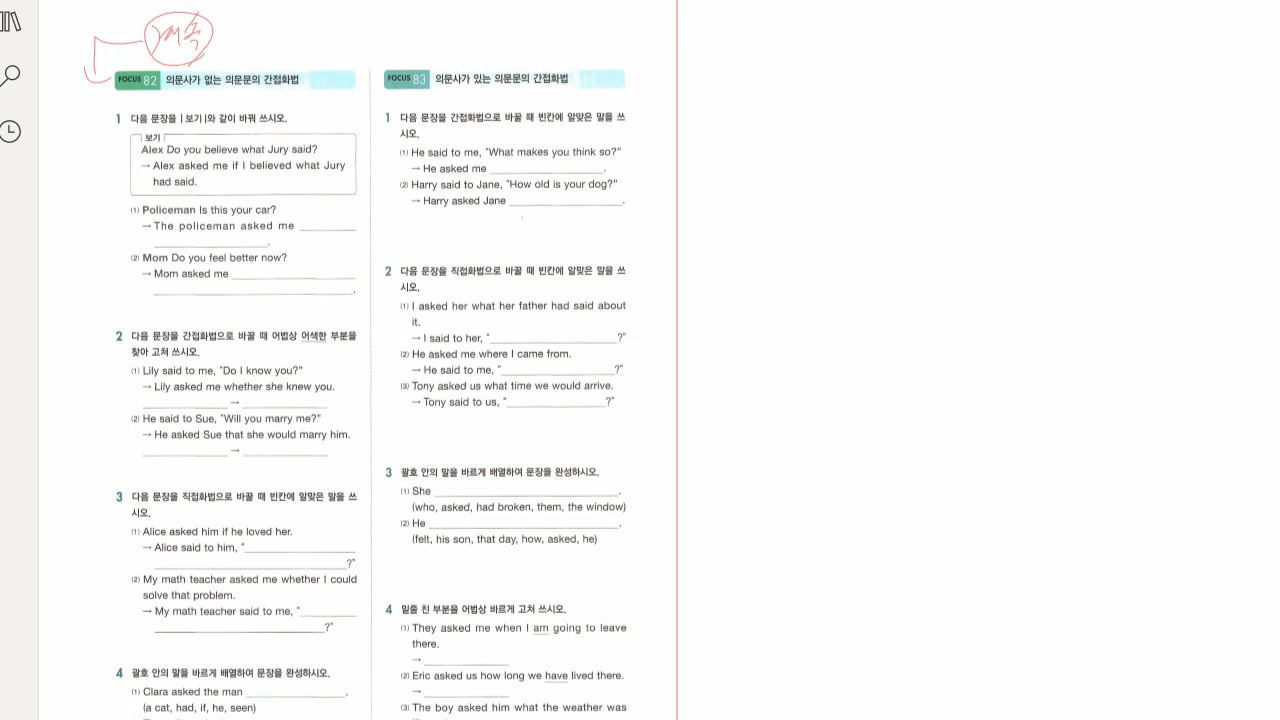 FOCUS 82 의문사가 없는 의문문의 간접화법
1 다음 문장을 | 보기 |와 같이 바꿔 쓰시오.
보기
Alex Do you believe what Jury said?
→ Alex asked me if I believed what Jury
had said.
(1) Policeman Is this your car?
→ The policeman asked me ________
________.
(2) Mom Do you feel better now?
→ Mom asked me ________
________.
2 다음 문장을 간접화법으로 바꿀 때 어법상 어색한 부분을
찾아 고쳐 쓰시오.
(1) Lily said to me, “Do I know you?”
→ Lily asked me whether she knew you.
________ → ________
(2) He said to Sue, “Will you marry me?”
→ He asked Sue that she would marry him.
________ → ________
3 다음 문장을 직접화법으로 바꿀 때 빈칸에 알맞은 말을 쓰
시오.
(1) Alice asked him if he loved her.
→ Alice said to him, “________
________?”
(2) My math teacher asked me whether I could
solve that problem.
→ My math teacher said to me, “________
________?”
4 괄호 안의 말을 바르게 배열하여 문장을 완성하시오.
(1) Clara asked the man ________.
(a cat, had, if, he, seen)
FOCUS 83 의문사가 있는 의문문의 간접화법
1 다음 문장을 간접화법으로 바꿀 때 빈칸에 알맞은 말을 쓰
시오.
(1) He said to me, “What makes you think so?”
→ He asked me ________.
(2) Harry said to Jane, “How old is your dog?”
→ Harry asked Jane ________.
2 다음 문장을 직접화법으로 바꿀 때 빈칸에 알맞은 말을 쓰
시오.
(1) I asked her what her father had said about
it.
→ I said to her, “________?”
(2) He asked me where I came from.
→ He said to me, “________?”
(3) Tony asked us what time we would arrive.
→ Tony said to us, “________?”
3 괄호 안의 말을 바르게 배열하여 문장을 완성하시오.
(1) She ________.
(who, asked, had broken, them, the window)
(2) He ________.
(felt, his son, that day, how, asked, he)
4 밑줄 친 부분을 어법상 바르게 고쳐 쓰시오.
(1) They asked me when I am going to leave
there.
→ ________
(2) Eric asked us how long we have lived there.
→ ________
(3) The boy asked him what the weather was